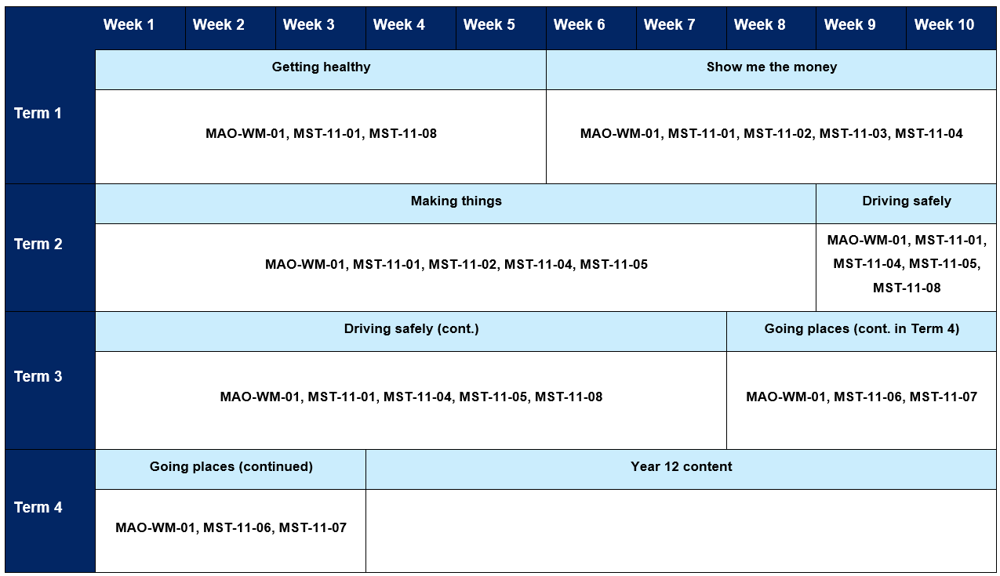 Week 1 Week 2 Week 3 Week 4 Week 5 Week 6 Week 7 Week 8 Week 9 Week 10
Term 1
Getting healthy
Show me the money
MAO-WM-01, MST-11-01, MST-11-08
MAO-WM-01, MST-11-01, MST-11-02, MST-11-03, MST-11-04
Term 2
Making things
Driving safely
MAO-WM-01, MST-11-01, MST-11-02, MST-11-04, MST-11-05
MAO-WM-01, MST-11-01,
MST-11-04, MST-11-05,
MST-11-08
Term 3
Driving safely (cont.)
Going places (cont. in Term 4)
MAO-WM-01, MST-11-01, MST-11-04, MST-11-05, MST-11-08
MAO-WM-01, MST-11-06, MST-11-07
Term 4
Going places (continued)
Year 12 content
MAO-WM-01, MST-11-06, MST-11-07